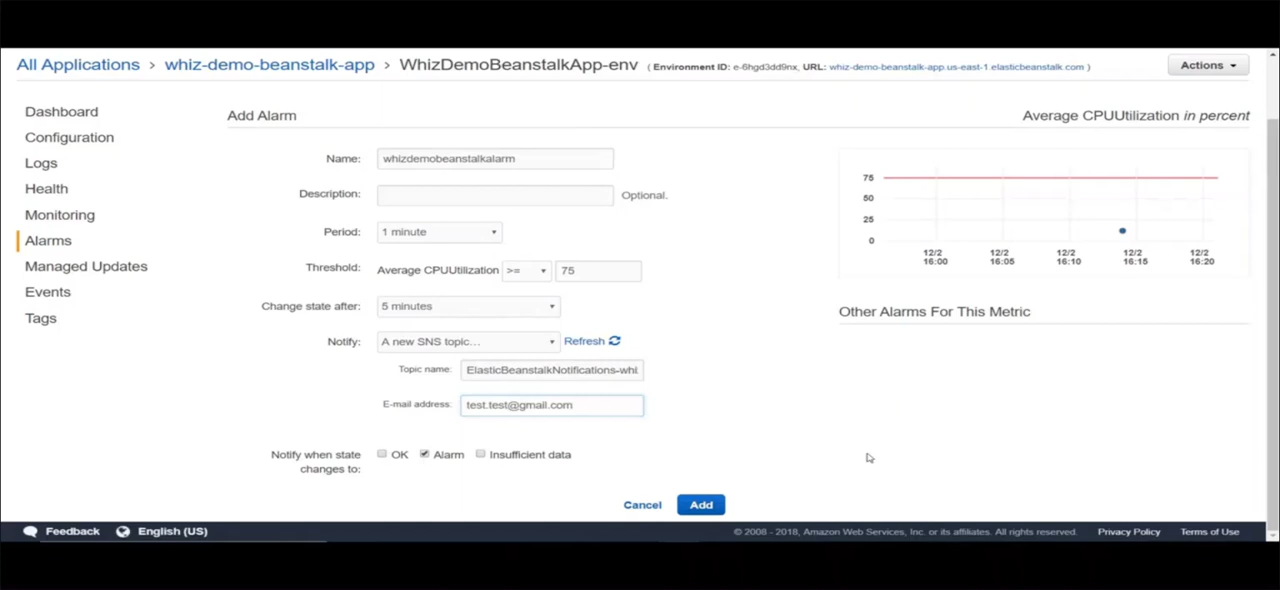 All Applications › whiz-demo-beanstalk-app › WhizDemoBeanstalkApp-env ( Environment ID: e-6hgd3dd9nx, URL: whiz-demo-beanstalk-app.us-east-1.elasticbeanstalk.com )
Actions
Dashboard
Configuration
Logs
Health
Monitoring
Alarms
Managed Updates
Events
Tags
Add Alarm
Name: whizdemobeanstalkalarm
Description: Optional.
Period: 1 minute
Threshold: Average CPUUtilization >= 75
Change state after: 5 minutes
Notify: A new SNS topic... Refresh
Topic name: ElasticBeanstalkNotifications-whi
E-mail address: test.test@gmail.com
Notify when state OK Alarm Insufficient data
changes to:
Cancel Add
Average CPUUtilization in percent
75
50
25
0
12/2 12/2 12/2 12/2 12/2
16:00 16:05 16:10 16:15 16:20
Other Alarms For This Metric
Feedback English (US) © 2008 - 2018, Amazon Web Services, Inc. or its affiliates. All rights reserved. Privacy Policy Terms of Use